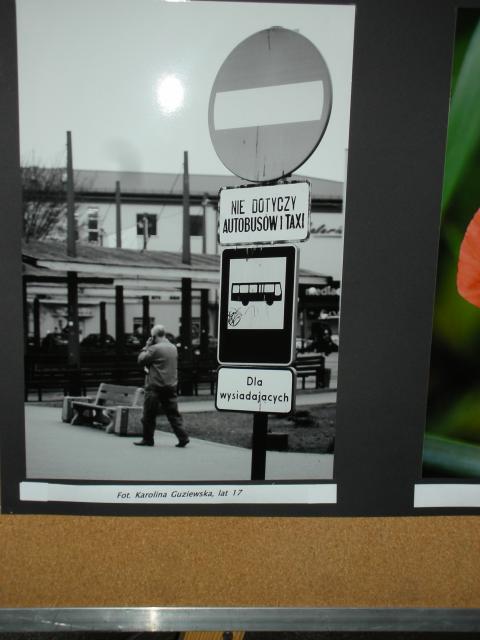 NIE DOTYCZY
AUTOBUSÓW I TAXI
Dla
wysiadających
Fot. Karolina Guziewska, lat 17